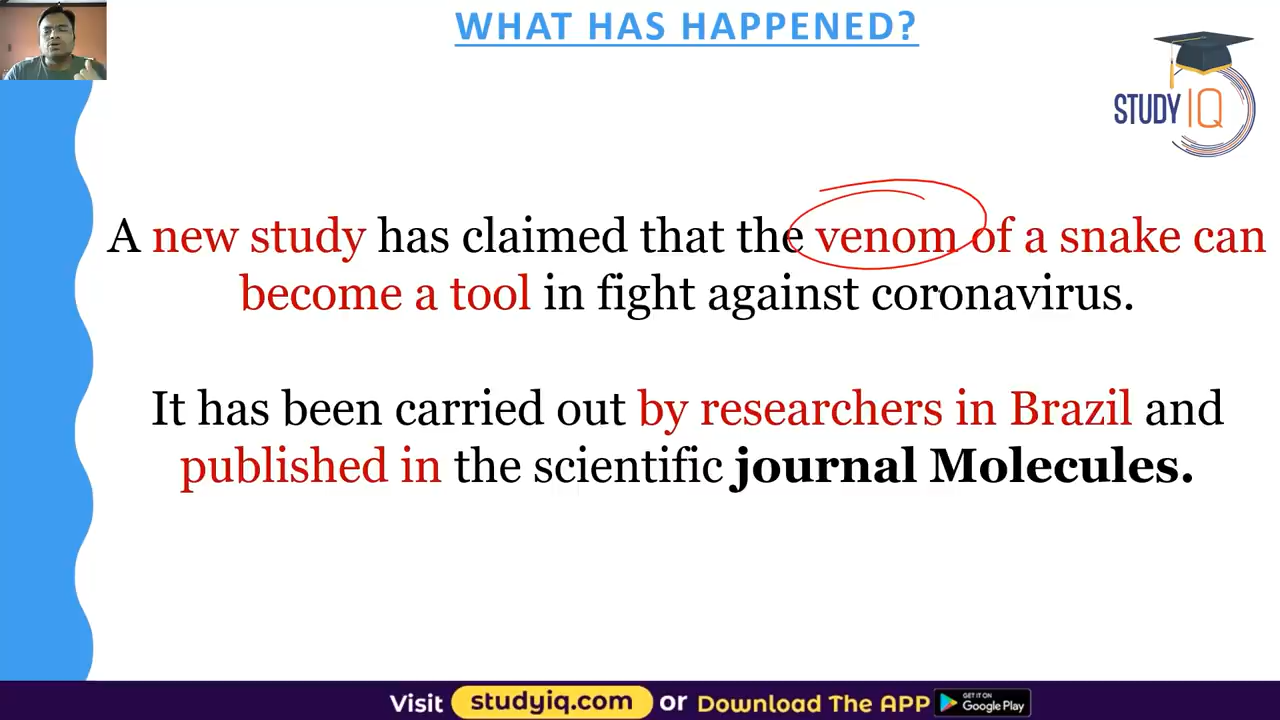 WHAT HAS HAPPENED?
STUDY IQ
A new study has claimed that the venom of a snake can
become a tool in fight against coronavirus.
It has been carried out by researchers in Brazil and
published in the scientific journal Molecules.
Visit studyiq.com or Download The APP GET IT ON Google Play